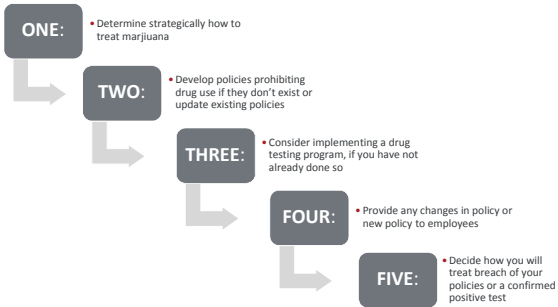 ONE:
• Determine strategically how to
treat marjiuana
TWO:
• Develop policies prohibiting
drug use if they don't exist or
update existing policies
THREE:
• Consider implementing a drug
testing program, if you have not
already done so
FOUR:
• Provide any changes in policy or
new policy to employees
FIVE:
• Decide how you will
treat breach of your
policies or a confirmed
positive test